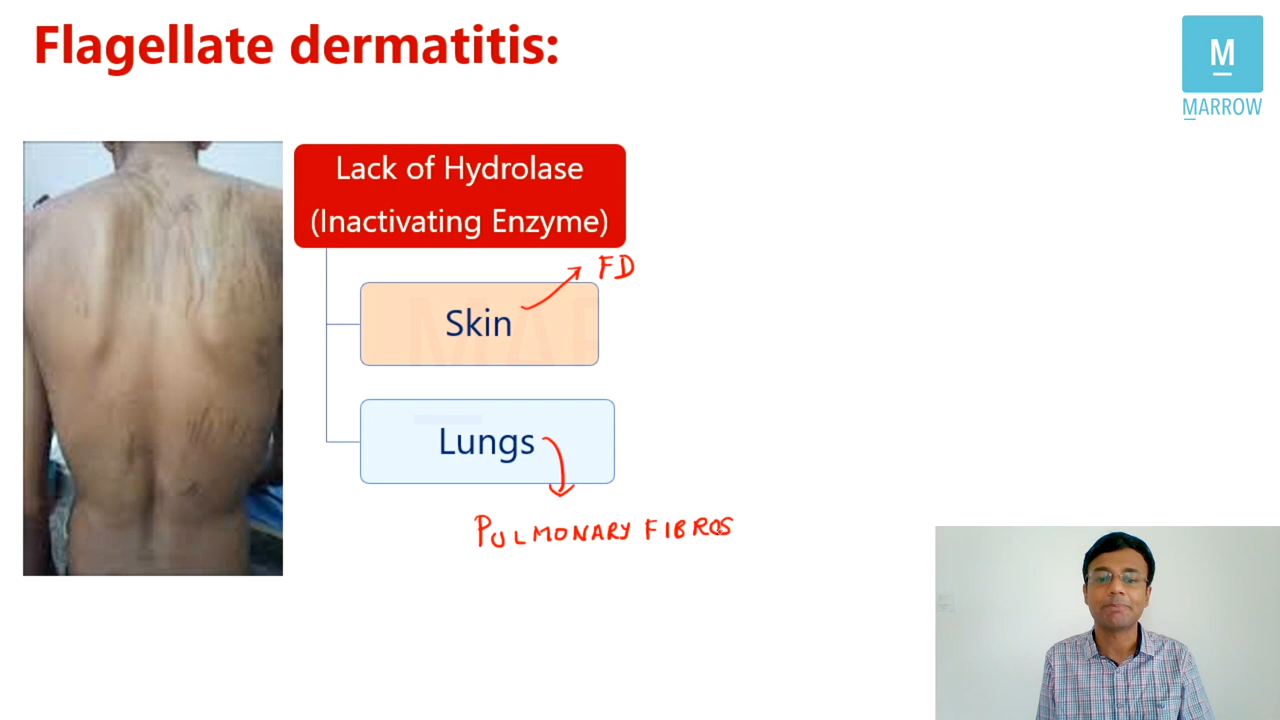 Flagellate dermatitis:
M
MARROW
Lack of Hydrolase
(Inactivating Enzyme)
FD
Skin
Lungs
PULMONARY FIBROS